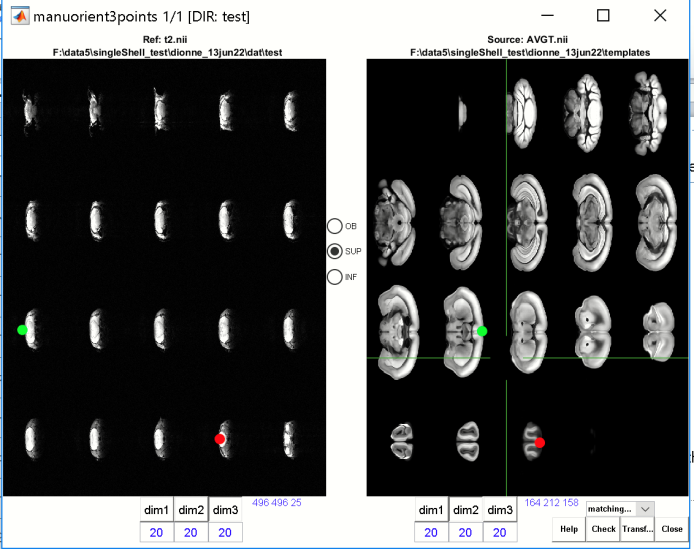 manuorient3points 1/1 [DIR: test]
Ref: t2.nii
F:\data5\singleShell_test\dionne_13jun22\dat\test
Source: AVGT.nii
F:\data5\singleShell_test\dionne_13jun22\templates
OB
SUP
INF
dim1 dim2 dim3 496 496 25
20 20 20
dim1 dim2 dim3 164 212 158
20 20 20
matching...
Help Check Transf... Close